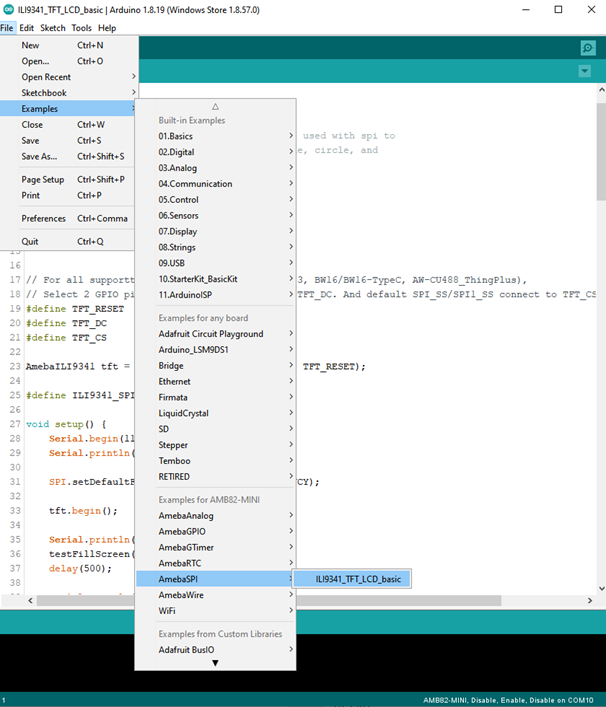 ILI9341_TFT_LCD_basic | Arduino 1.8.19 (Windows Store 1.8.57.0)
File Edit Sketch Tools Help
New Ctrl+N
Open... Ctrl+O
Open Recent
Sketchbook
Examples
Close Ctrl+W
Save Ctrl+S
Save As... Ctrl+Shift+S
Page Setup Ctrl+Shift+P
Print Ctrl+P
Preferences Ctrl+Comma
Quit Ctrl+Q
Built-in Examples
01.Basics
02.Digital
03.Analog
04.Communication
05.Control
06.Sensors
07.Display
08.Strings
09.USB
10.StarterKit_BasicKit
11.ArduinoISP
Examples for any board
Adafruit Circuit Playground
Arduino_LSM9DS1
Bridge
Ethernet
Firmata
LiquidCrystal
SD
Stepper
Temboo
RETIRED
Examples for AMB82-MINI
AmebaAnalog
AmebaGPIO
AmebaGTimer
AmebaRTC
AmebaSPI
AmebaWire
WiFi
Examples from Custom Libraries
Adafruit BusIO
ILI9341_TFT_LCD_basic
used with spi to
e, circle, and
15
16
17 // For all supportt 3, BW16/BW16-TypeC, AW-CU488_ThingPlus),
18 // Select 2 GPIO pi TFT_DC. And default SPI_SS/SPI1_SS connect to TFT_CS
19 #define TFT_RESET
20 #define TFT_DC
21 #define TFT_CS
22
23 AmebaILI9341 tft = TFT_RESET);
24
25 #define ILI9341_SPI
26
27 void setup() {
28 Serial.begin(11
29 Serial.println(
30
31 SPI.setDefaultF CY);
32
33 tft.begin();
34
35 Serial.println(
36 testFillScreen(
37 delay(500);
38
1 AMB82-MINI, Disable, Enable, Disable on COM10